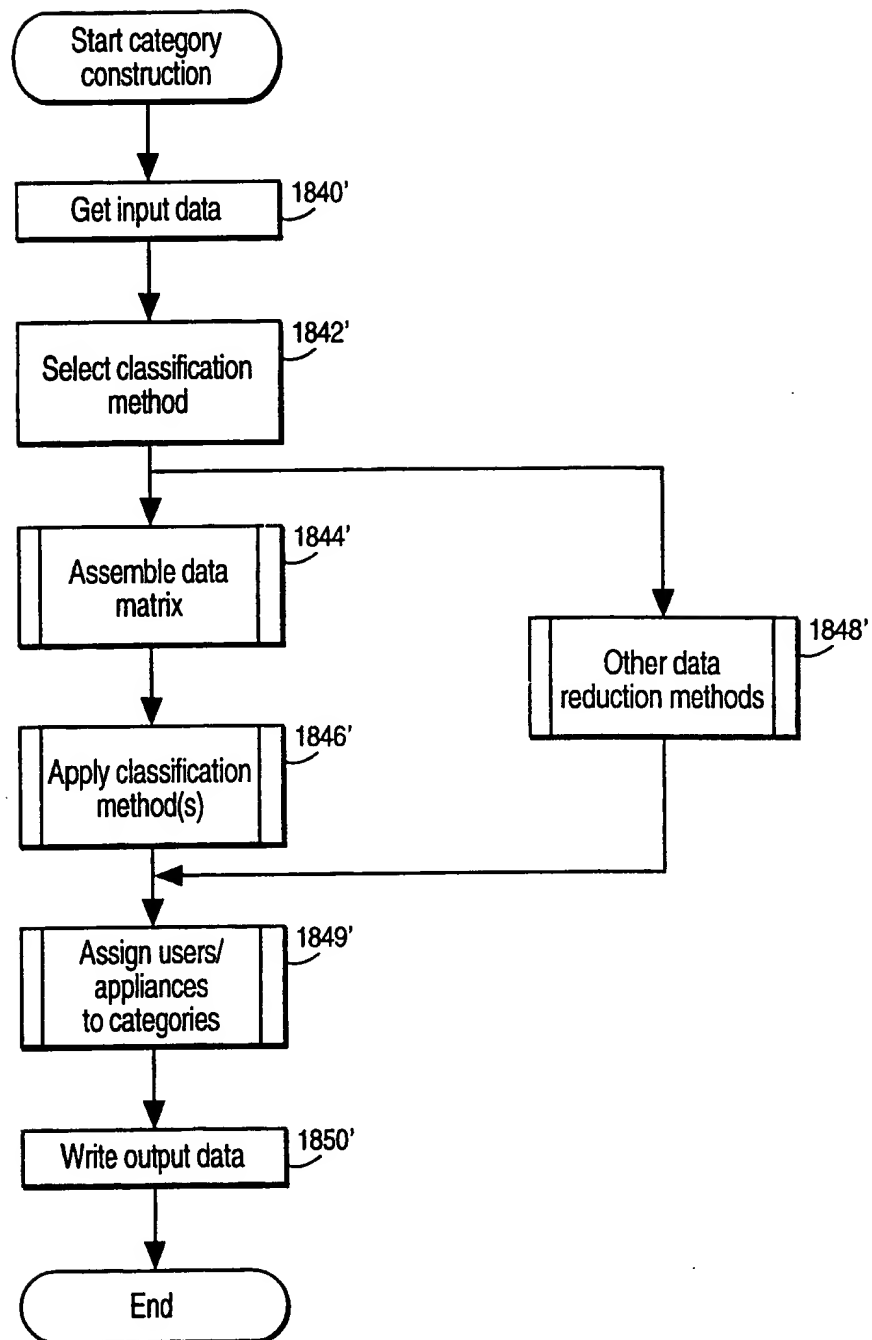 Start category
construction
Get input data
1840'
Select classification
method
1842'
Assemble data
matrix
1844'
Other data
reduction methods
1848'
Apply classification
method(s)
1846'
Assign users/
appliances
to categories
1849'
Write output data
1850'
End